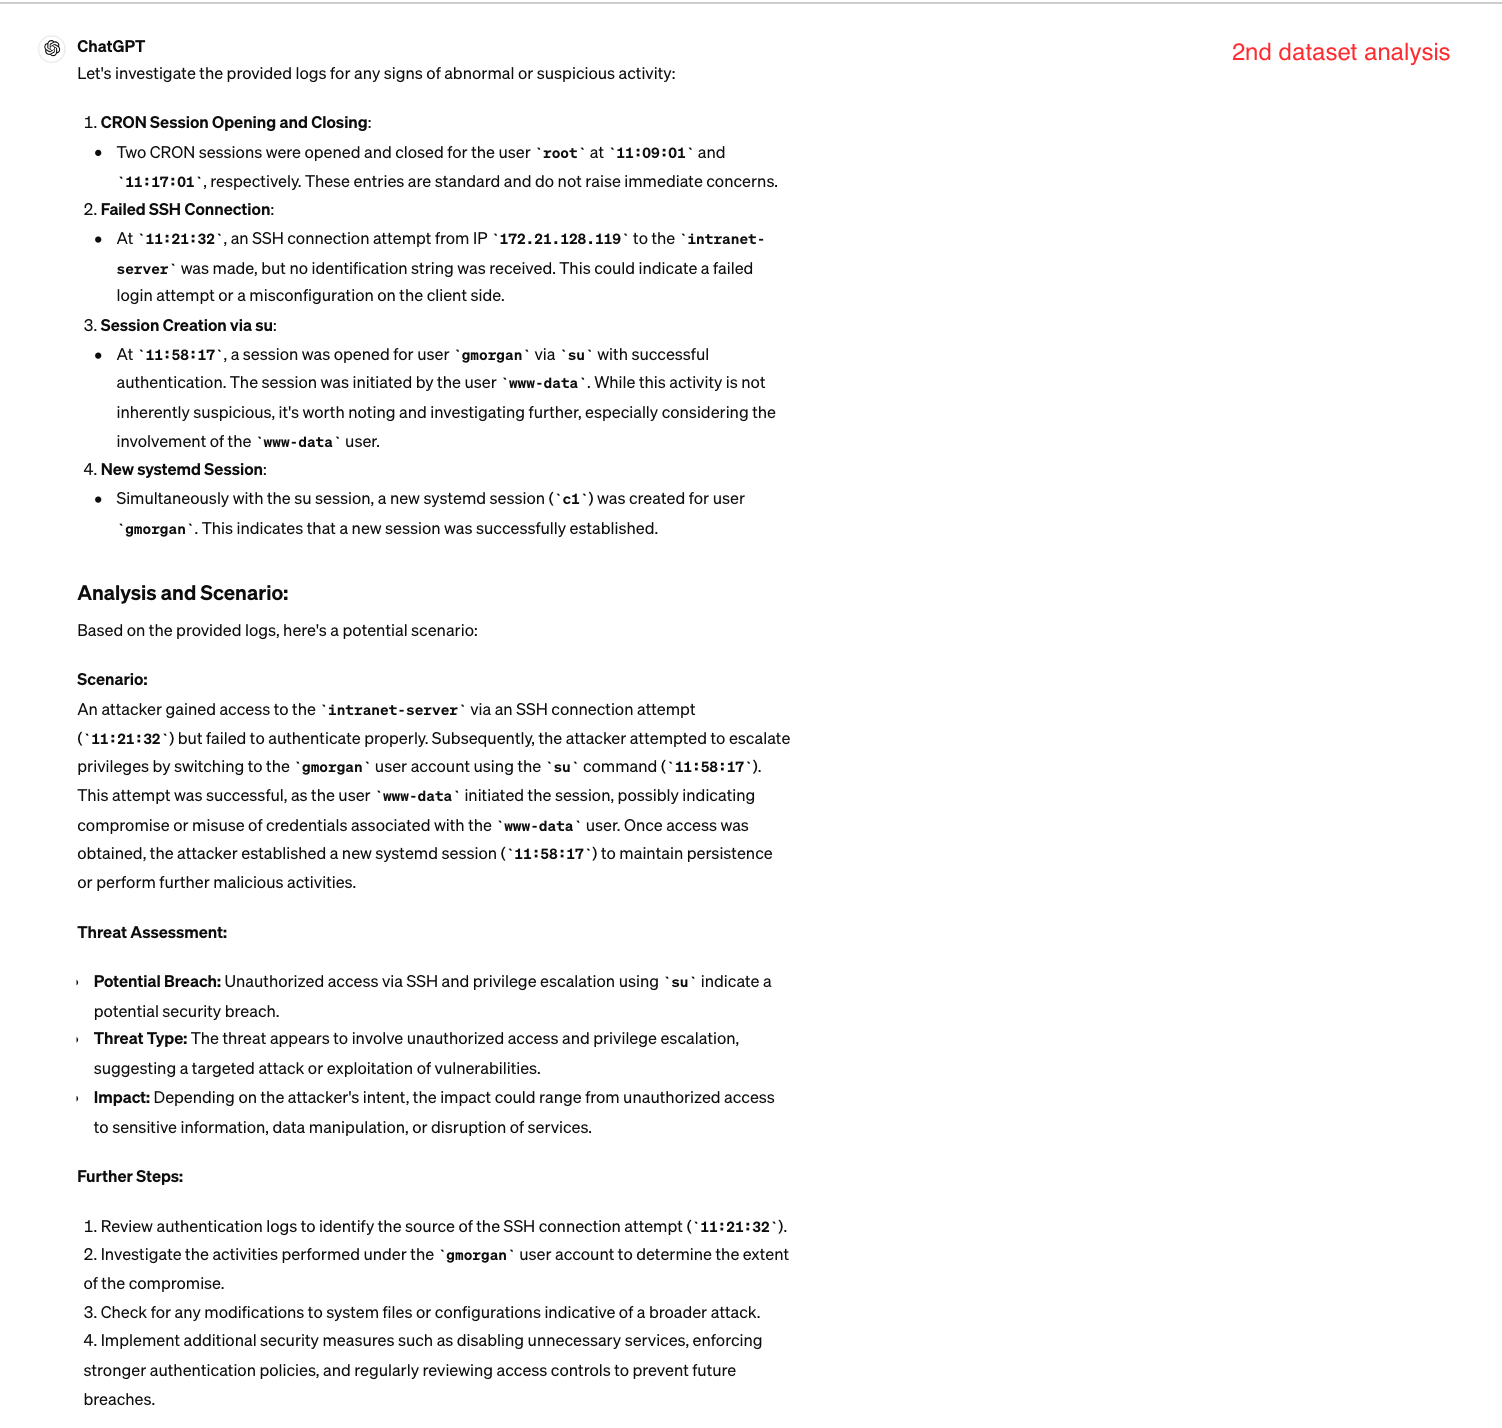 ChatGPT
2nd dataset analysis
Let's investigate the provided logs for any signs of abnormal or suspicious activity:
1. CRON Session Opening and Closing:
• Two CRON sessions were opened and closed for the user `root` at `11:09:01` and
`11:17:01`, respectively. These entries are standard and do not raise immediate concerns.
2. Failed SSH Connection:
• At `11:21:32`, an SSH connection attempt from IP `172.21.128.119` to the `intranet-
server` was made, but no identification string was received. This could indicate a failed
login attempt or a misconfiguration on the client side.
3. Session Creation via su:
• At `11:58:17`, a session was opened for user `gmorgan` via `su` with successful
authentication. The session was initiated by the user `www-data`. While this activity is not
inherently suspicious, it's worth noting and investigating further, especially considering the
involvement of the `www-data` user.
4. New systemd Session:
• Simultaneously with the su session, a new systemd session (`c1`) was created for user
`gmorgan`. This indicates that a new session was successfully established.
Analysis and Scenario:
Based on the provided logs, here's a potential scenario:
Scenario:
An attacker gained access to the `intranet-server` via an SSH connection attempt
(`11:21:32`) but failed to authenticate properly. Subsequently, the attacker attempted to escalate
privileges by switching to the `gmorgan` user account using the `su` command (`11:58:17`).
This attempt was successful, as the user `www-data` initiated the session, possibly indicating
compromise or misuse of credentials associated with the `www-data` user. Once access was
obtained, the attacker established a new systemd session (`11:58:17`) to maintain persistence
or perform further malicious activities.
Threat Assessment:
Potential Breach: Unauthorized access via SSH and privilege escalation using `su` indicate a
potential security breach.
Threat Type: The threat appears to involve unauthorized access and privilege escalation,
suggesting a targeted attack or exploitation of vulnerabilities.
Impact: Depending on the attacker's intent, the impact could range from unauthorized access
to sensitive information, data manipulation, or disruption of services.
Further Steps:
1. Review authentication logs to identify the source of the SSH connection attempt (`11:21:32`).
2. Investigate the activities performed under the `gmorgan` user account to determine the extent
of the compromise.
3. Check for any modifications to system files or configurations indicative of a broader attack.
4. Implement additional security measures such as disabling unnecessary services, enforcing
stronger authentication policies, and regularly reviewing access controls to prevent future
breaches.